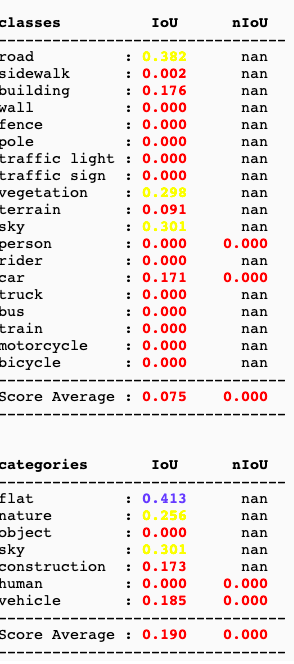 classes IoU nIoU
--------------------------------
road : 0.382 nan
sidewalk : 0.002 nan
building : 0.176 nan
wall : 0.000 nan
fence : 0.000 nan
pole : 0.000 nan
traffic light : 0.000 nan
traffic sign : 0.000 nan
vegetation : 0.298 nan
terrain : 0.091 nan
sky : 0.301 nan
person : 0.000 0.000
rider : 0.000 nan
car : 0.171 0.000
truck : 0.000 nan
bus : 0.000 nan
train : 0.000 nan
motorcycle : 0.000 nan
bicycle : 0.000 nan
--------------------------------
Score Average : 0.075 0.000
--------------------------------
categories IoU nIoU
--------------------------------
flat : 0.413 nan
nature : 0.256 nan
object : 0.000 nan
sky : 0.301 nan
construction : 0.173 nan
human : 0.000 0.000
vehicle : 0.185 0.000
--------------------------------
Score Average : 0.190 0.000
--------------------------------